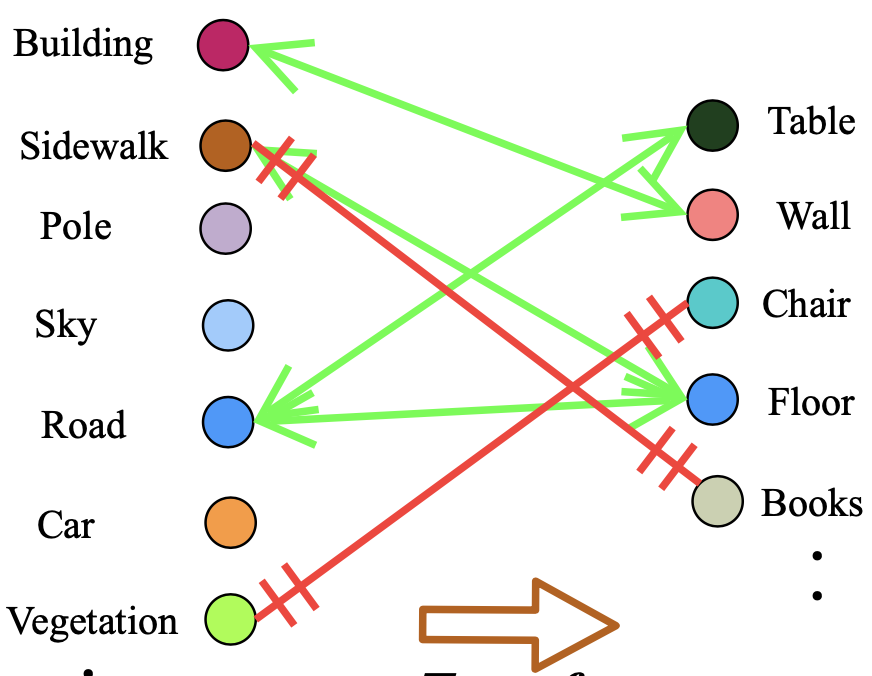 Building
Sidewalk
Pole
Sky
Road
Car
Vegetation
Table
Wall
Chair
Floor
Books